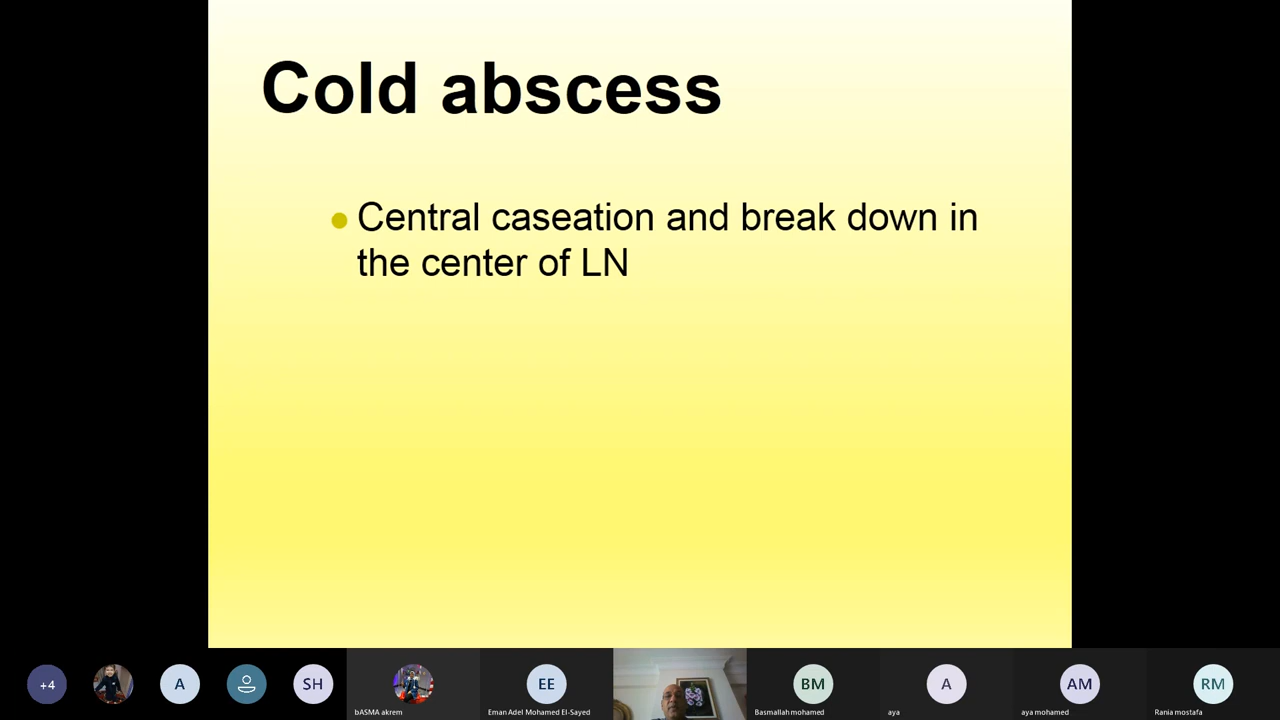 Cold abscess
Central caseation and break down in
the center of LN
+4
A
SH
bASMA akrem
EE
Eman Adel Mohamed El-Sayed
BM
Basmallah mohamed
A
aya
AM
aya mohamed
RM
Rania mostafa